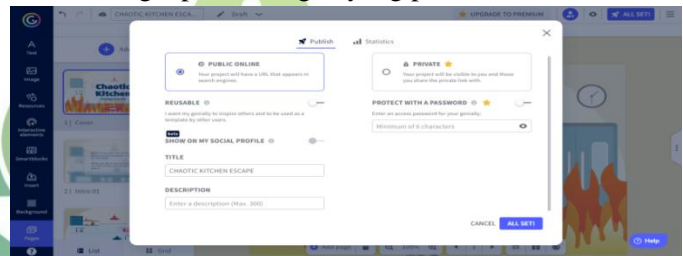 CHAOTIC KITCHEN ESCA...
Draft
UPGRADE TO PREMIUM
ALL SET!
Publish
Statistics
PUBLIC ONLINE
Your project will have a URL that appears in
search engines.
PRIVATE
Your project will be visible to you and those
you share the private link with.
REUSABLE
I want my genially to inspire others and to be used as a
template by other users.
PROTECT WITH A PASSWORD
Enter an access password for your genially:
Minimum of 8 characters
beta
SHOW ON MY SOCIAL PROFILE
TITLE
CHAOTIC KITCHEN ESCAPE
DESCRIPTION
Enter a description (Max. 300)
CANCEL
ALL SET!
Text
Image
Resources
Interactive
elements
Smartblocks
Insert
Background
Pages
Chaotic
Kitchen
1 | Cover
2 | Intro 01
List
Grid
Add page
Help